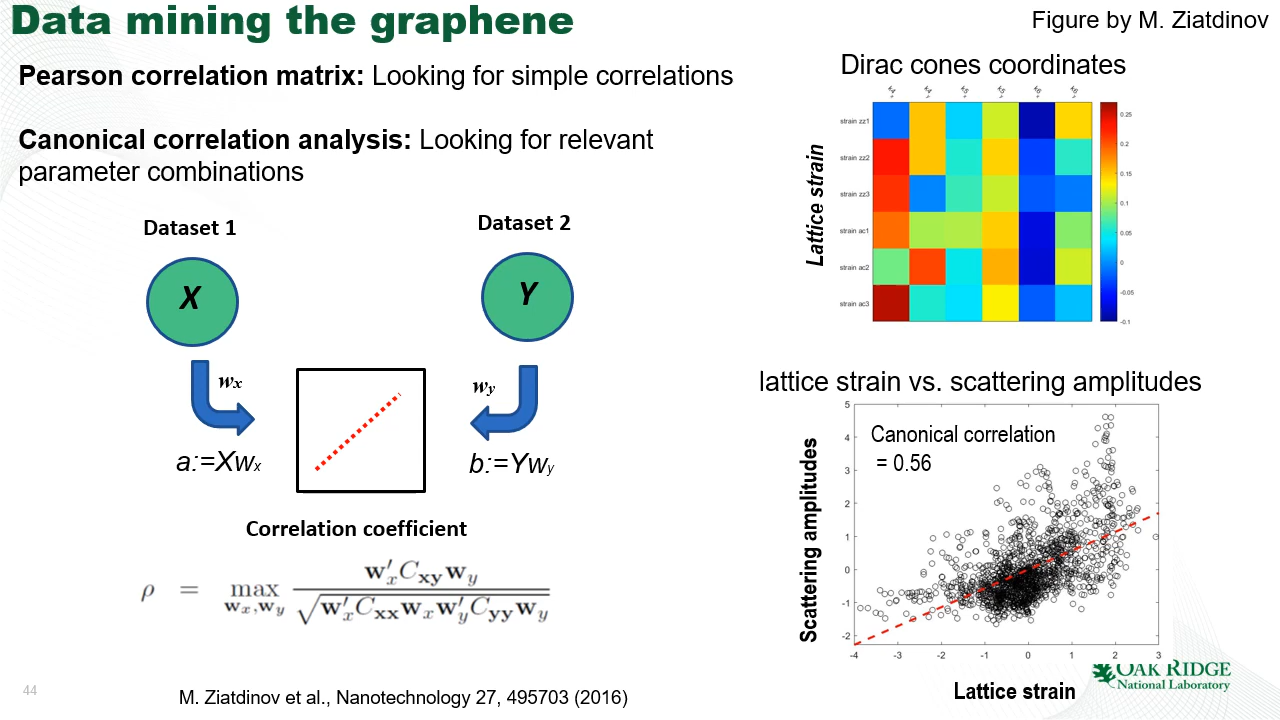 Data mining the graphene
Figure by M. Ziatdinov
Pearson correlation matrix: Looking for simple correlations
Canonical correlation analysis: Looking for relevant
parameter combinations
Dataset 1
Dataset 2
X
Y
wx
wy
a:=Xwx
b:=Ywy
Correlation coefficient
ρ = max wx,wy w′x Cxy wy / √w′x Cxx wx w′y Cyy wy
Dirac cones coordinates
k4 x k4 y k5 x k5 y k6 x k6 y
Lattice strain
strain zz1
strain zz2
strain zz3
strain ac1
strain ac2
strain ac3
0.25
0.2
0.15
0.1
0.05
0
-0.05
-0.1
lattice strain vs. scattering amplitudes
Canonical correlation
= 0.56
Scattering amplitudes
5
4
3
2
1
0
-1
-2
-4 -3 -2 -1 0 1 2 3
Lattice strain
OAK RIDGE
National Laboratory
44
M. Ziatdinov et al., Nanotechnology 27, 495703 (2016)